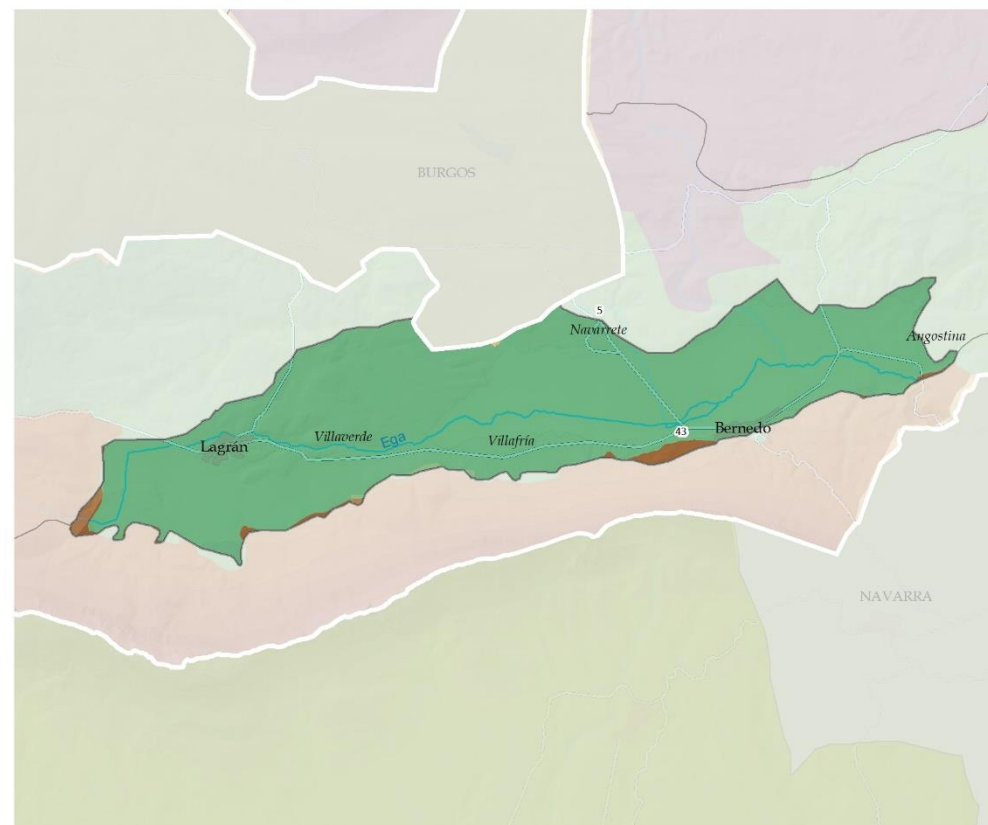 BURGOS
5
Navarrete
Angostina
Lagrán
Villaverde
Ega
Villafría
43
Bernedo
NAVARRA